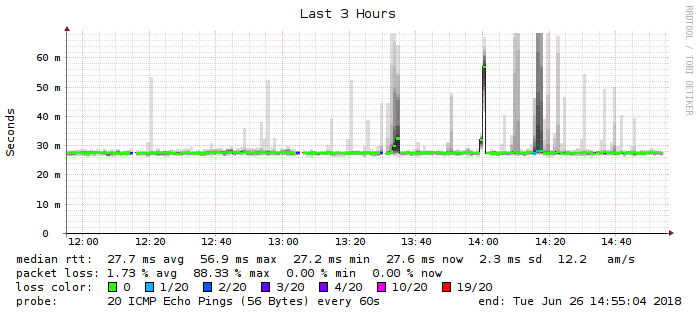 Last 3 Hours
RRDTOOL / TOBI OETIKER
Seconds
60 m
50 m
40 m
30 m
20 m
10 m
0
12:00 12:20 12:40 13:00 13:20 13:40 14:00 14:20 14:40
median rtt: 27.7 ms avg 56.9 ms max 27.2 ms min 27.6 ms now 2.3 ms sd 12.2 am/s
packet loss: 1.73 % avg 88.33 % max 0.00 % min 0.00 % now
loss color: 0 1/20 2/20 3/20 4/20 10/20 19/20
probe: 20 ICMP Echo Pings (56 Bytes) every 60s end: Tue Jun 26 14:55:04 2018